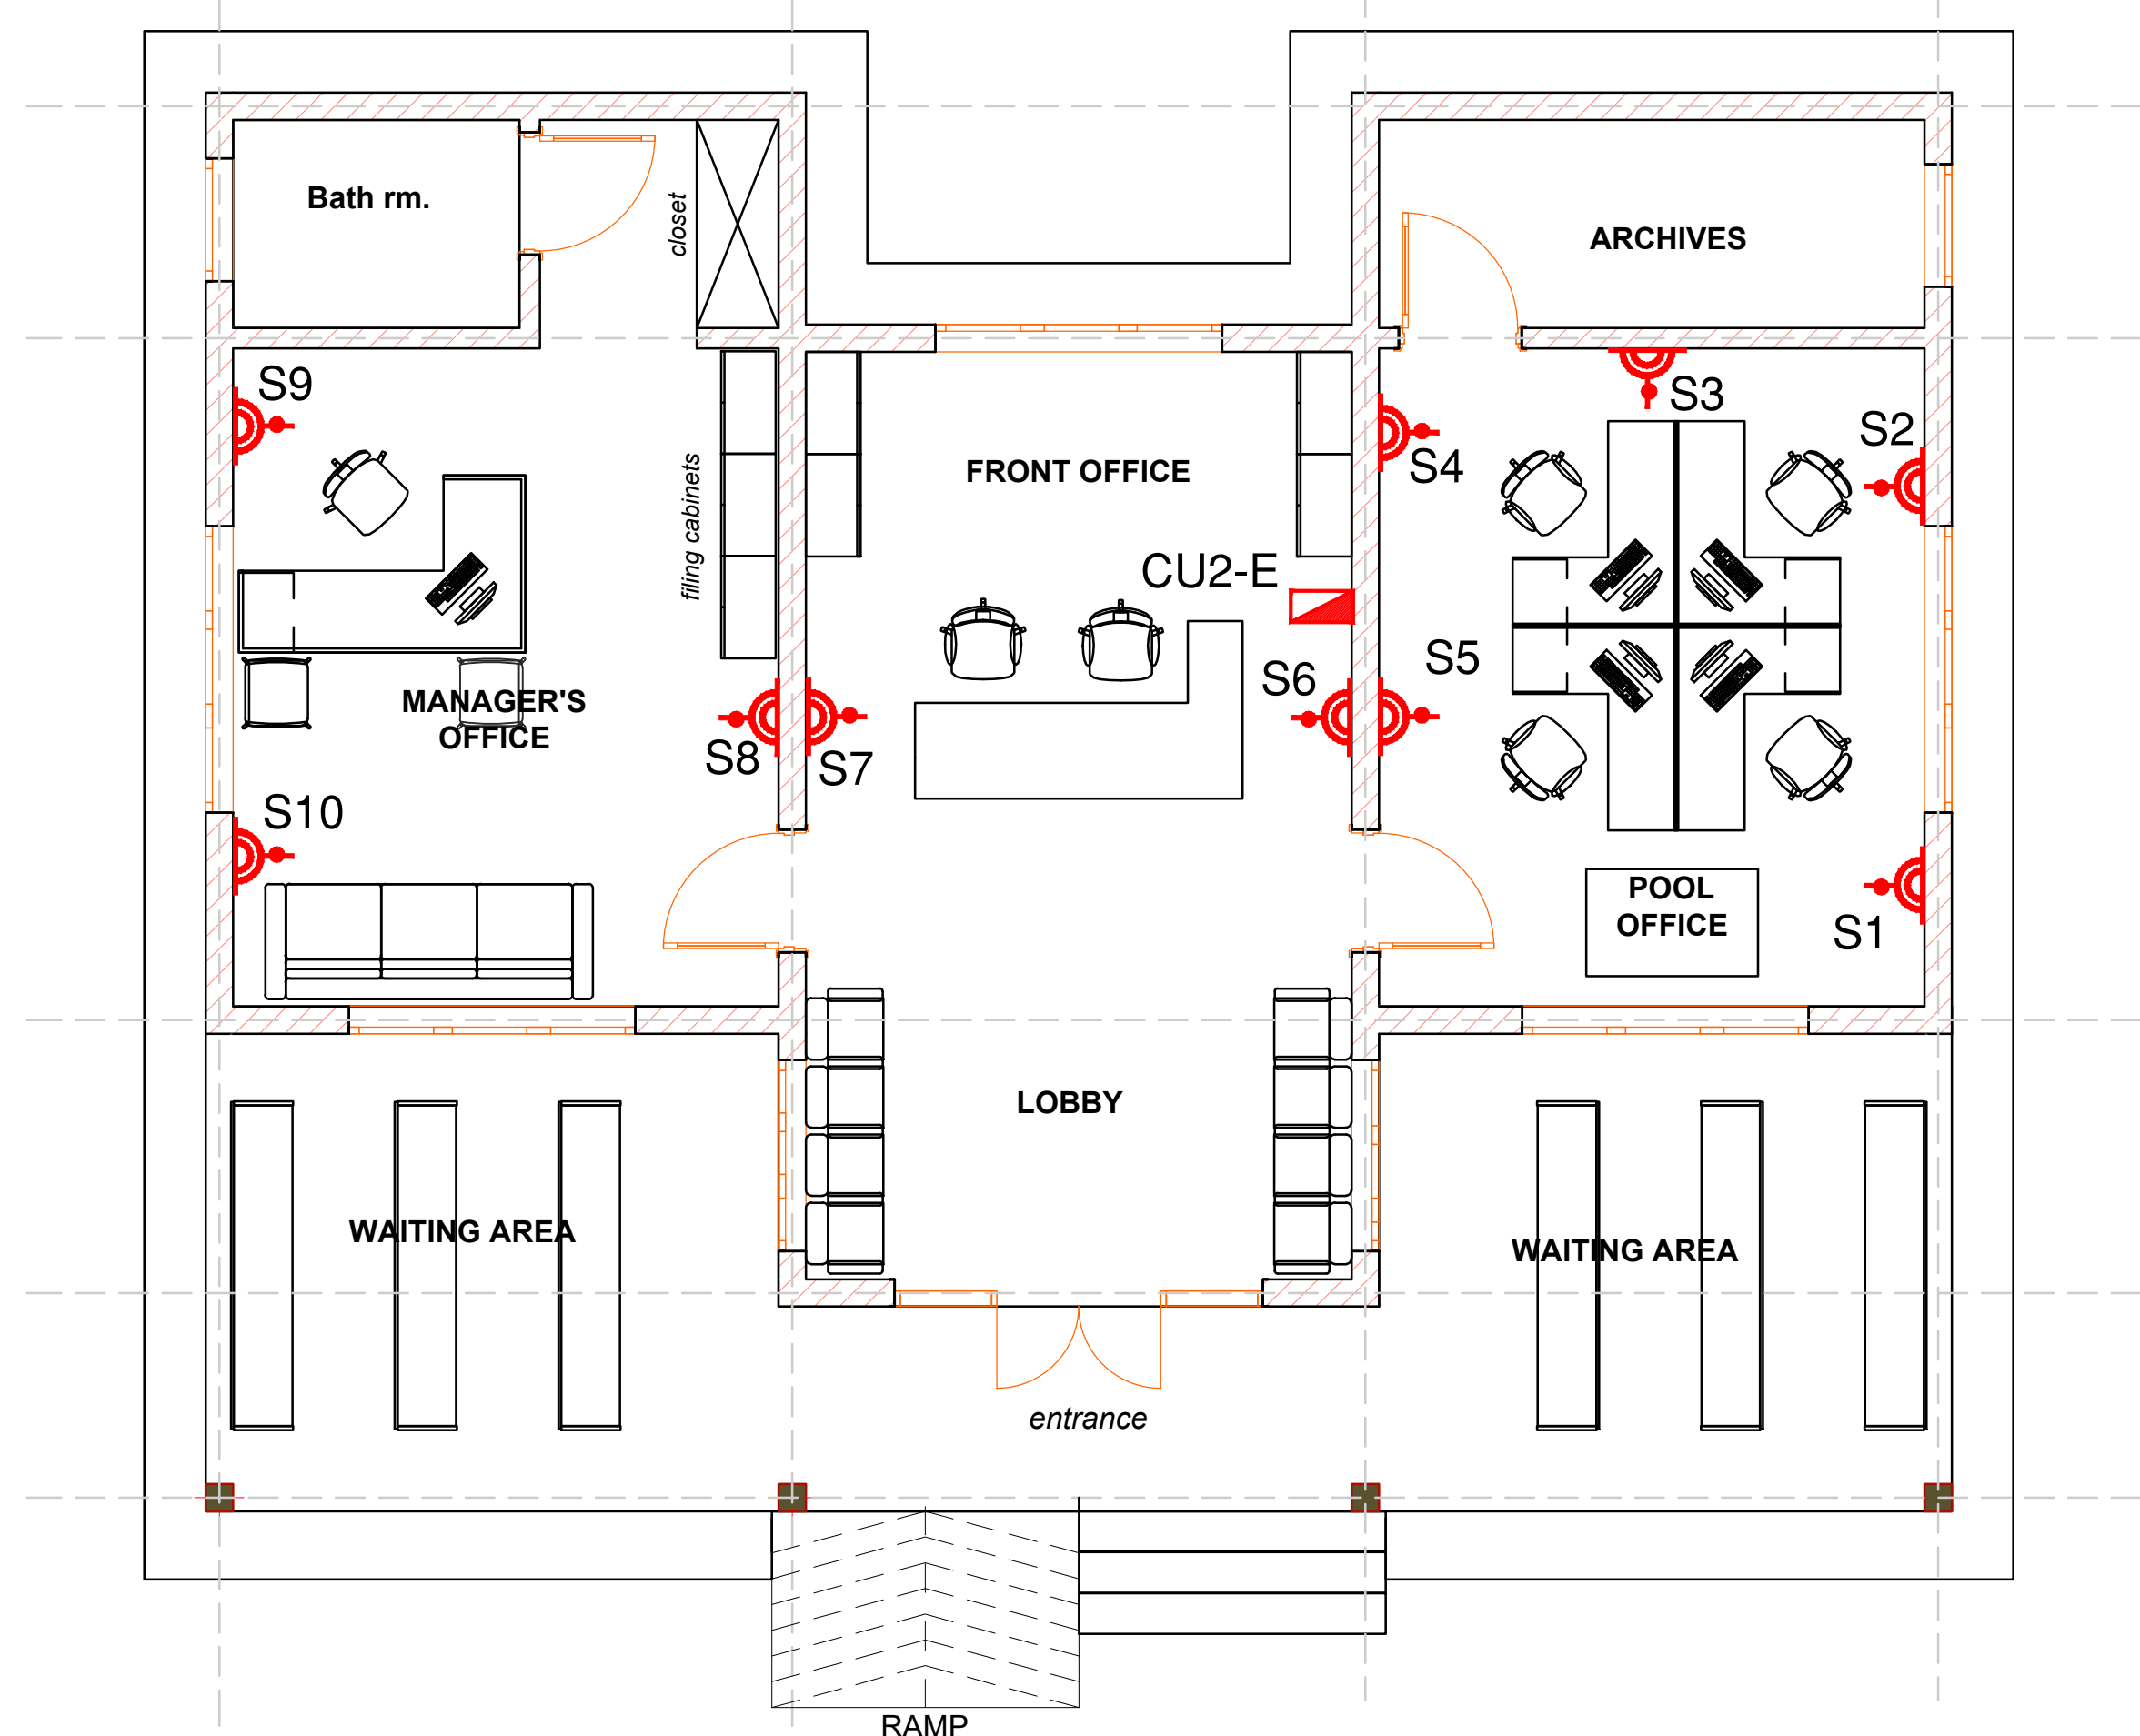 Bath rm.
closet
ARCHIVES
S9
S3
S2
S4
FRONT OFFICE
filing cabinets
CU2-E
S5
S6
MANAGER'S
OFFICE
S8
S7
S10
POOL
OFFICE
S1
LOBBY
WAITING AREA
WAITING AREA
entrance
RAMP